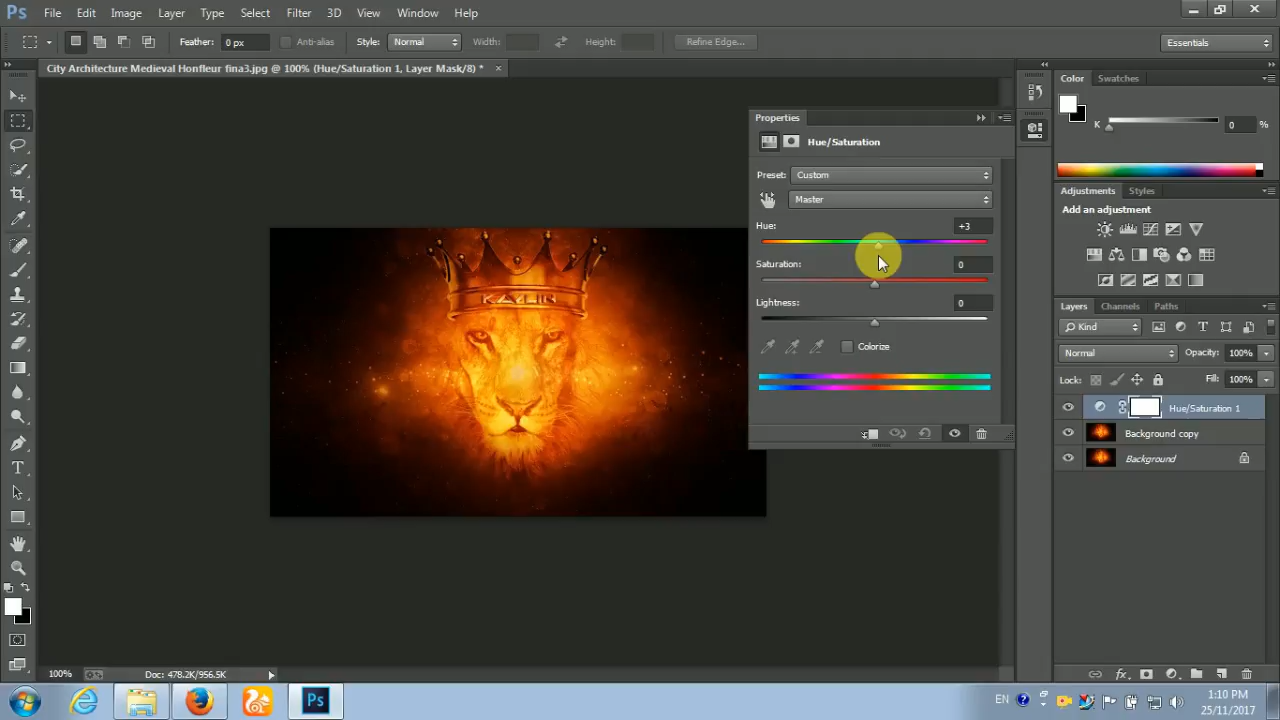 Ps File Edit Image Layer Type Select Filter 3D View Window Help
Feather: 0 px Anti-alias Style: Normal Width: Height: Refine Edge... Essentials
City Architecture Medieval Honfleur fina3.jpg @ 100% (Hue/Saturation 1, Layer Mask/8) * ×
Properties
Hue/Saturation
Preset: Custom
Master
Hue: +3
Saturation: 0
Lightness: 0
Colorize
Color Swatches
K 0 %
Adjustments Styles
Add an adjustment
Layers Channels Paths
Kind
Normal Opacity: 100%
Lock: Fill: 100%
Hue/Saturation 1
Background copy
Background
100% Doc: 478.2K/956.5K
Ps
EN
1:10 PM
25/11/2017